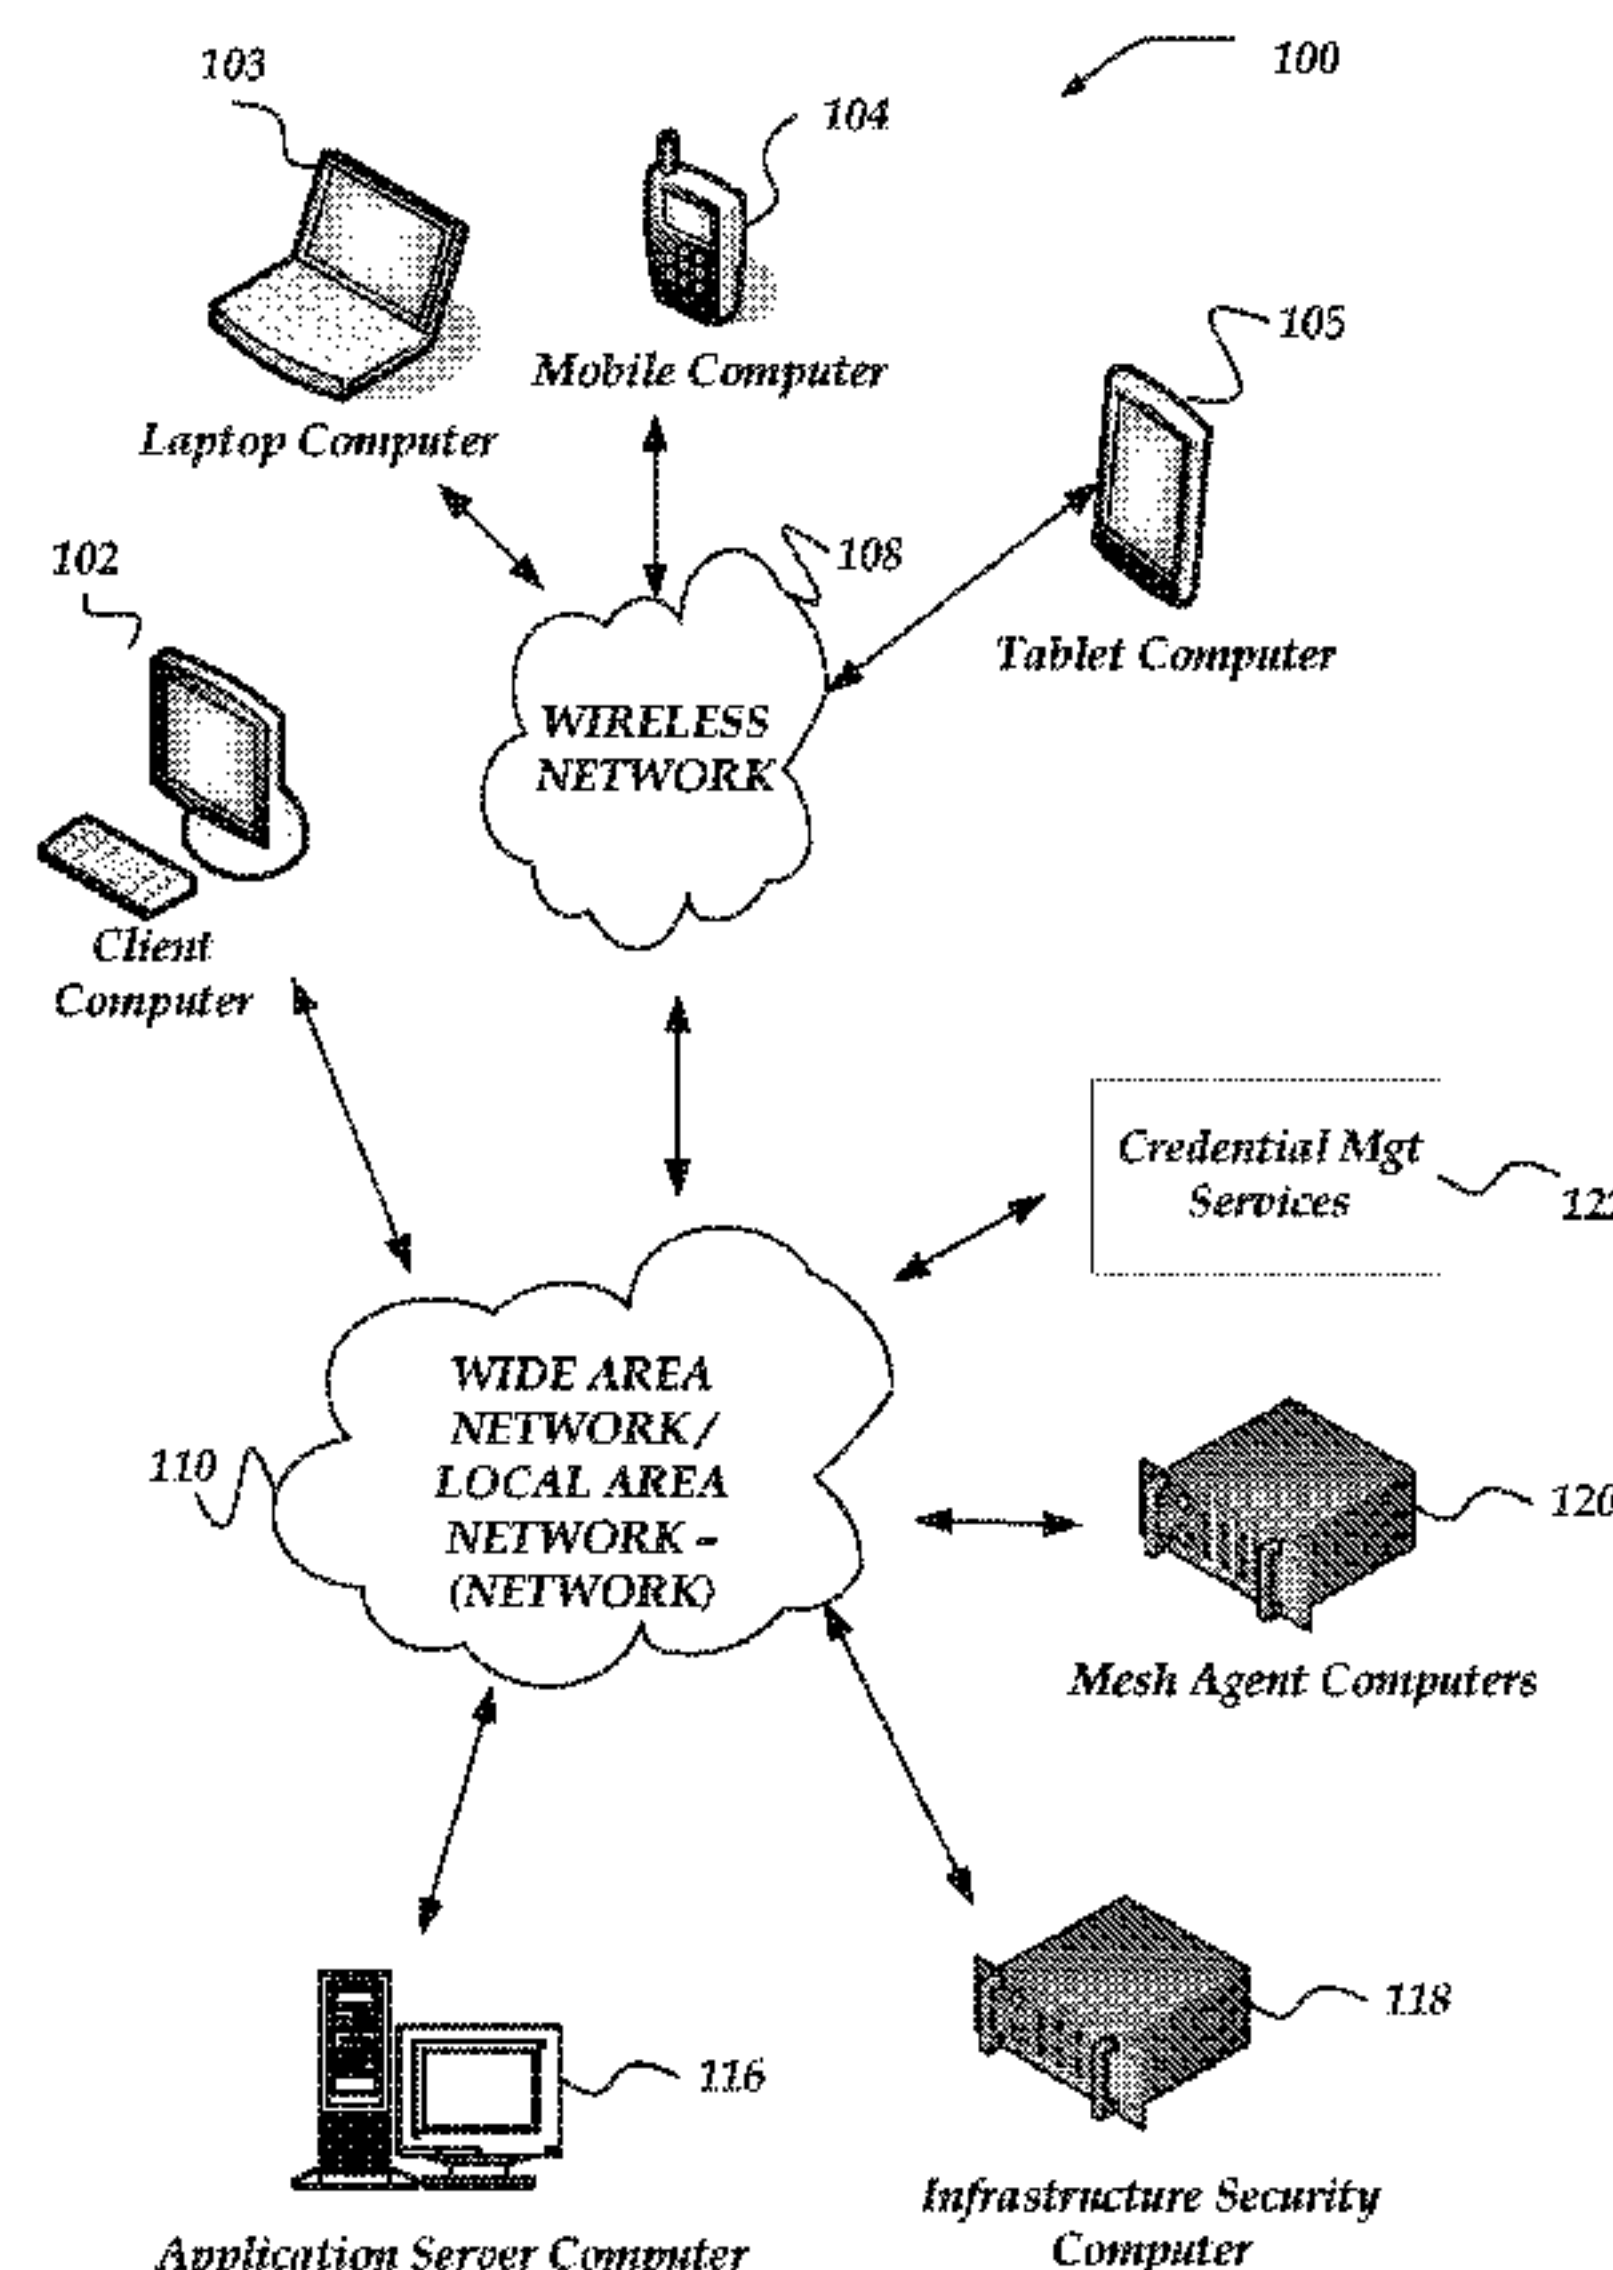 103
100
104
105
Mobile Computer
Laptop Computer
102
108
Tablet Computer
WIRELESS
NETWORK
Client
Computer
Credential Mgt
Services
WIDE AREA
NETWORK /
LOCAL AREA
NETWORK -
(NETWORK)
110
120
Mesh Agent Computers
118
116
Infrastructure Security
Computer
Application Server Computer